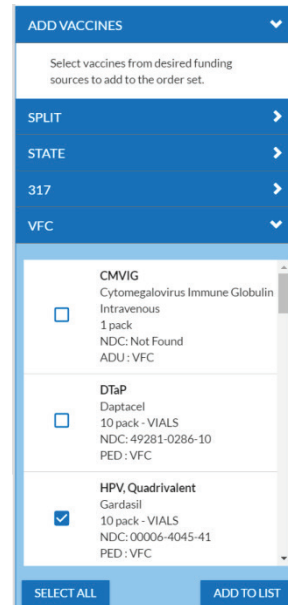 ADD VACCINES
Select vaccines from desired funding
sources to add to the order set.
SPLIT
STATE
317
VFC
CMVIG
Cytomegalovirus Immune Globulin
Intravenous
1 pack
NDC: Not Found
ADU : VFC
DTaP
Daptacel
10 pack - VIALS
NDC: 49281-0286-10
PED : VFC
HPV, Quadrivalent
Gardasil
10 pack - VIALS
NDC: 00006-4045-41
PED : VFC
SELECT ALL
ADD TO LIST